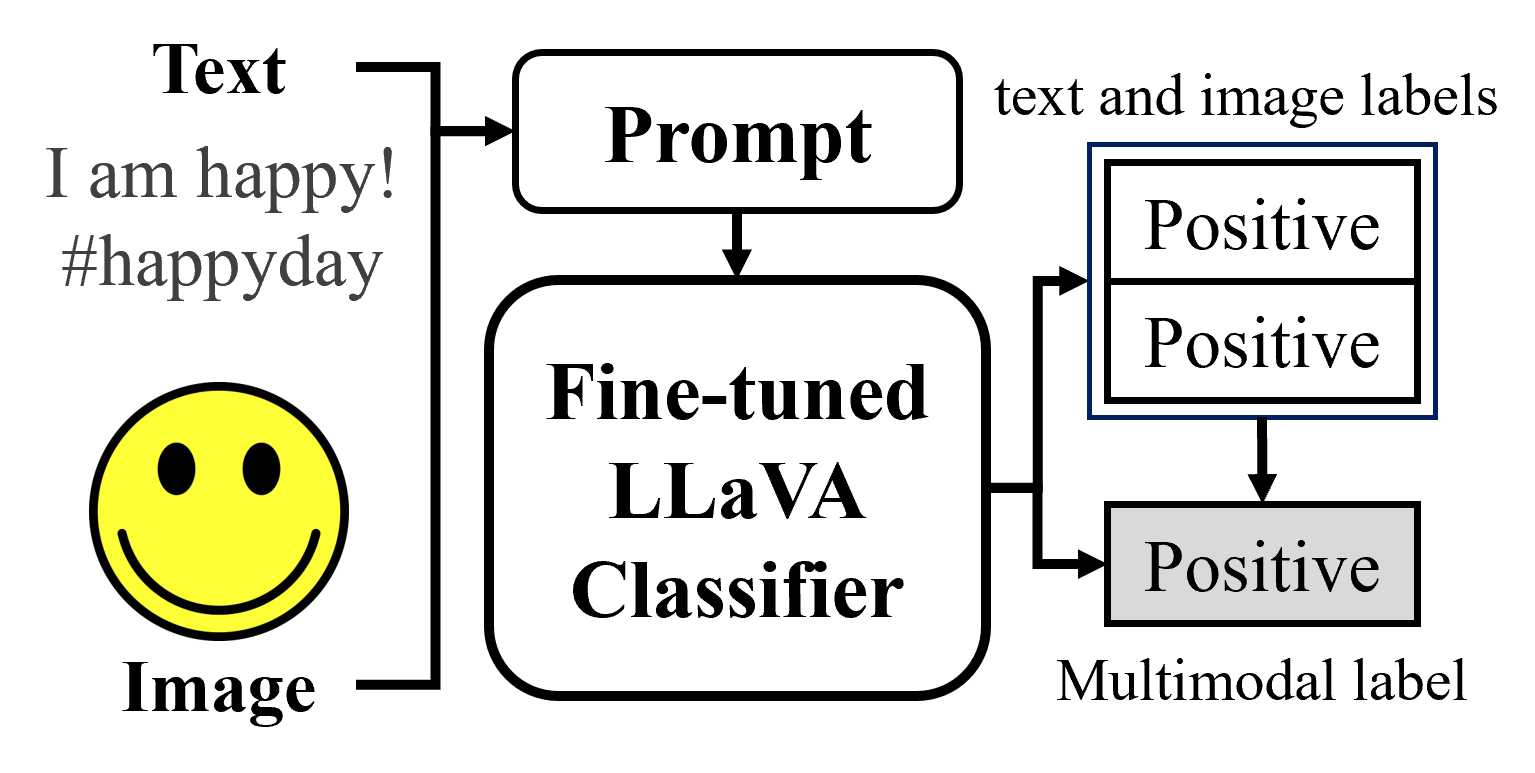 Text
I am happy!
#happyday
Image
Prompt
Fine-tuned
LLaVA
Classifier
text and image labels
Positive
Positive
Positive
Multimodal label